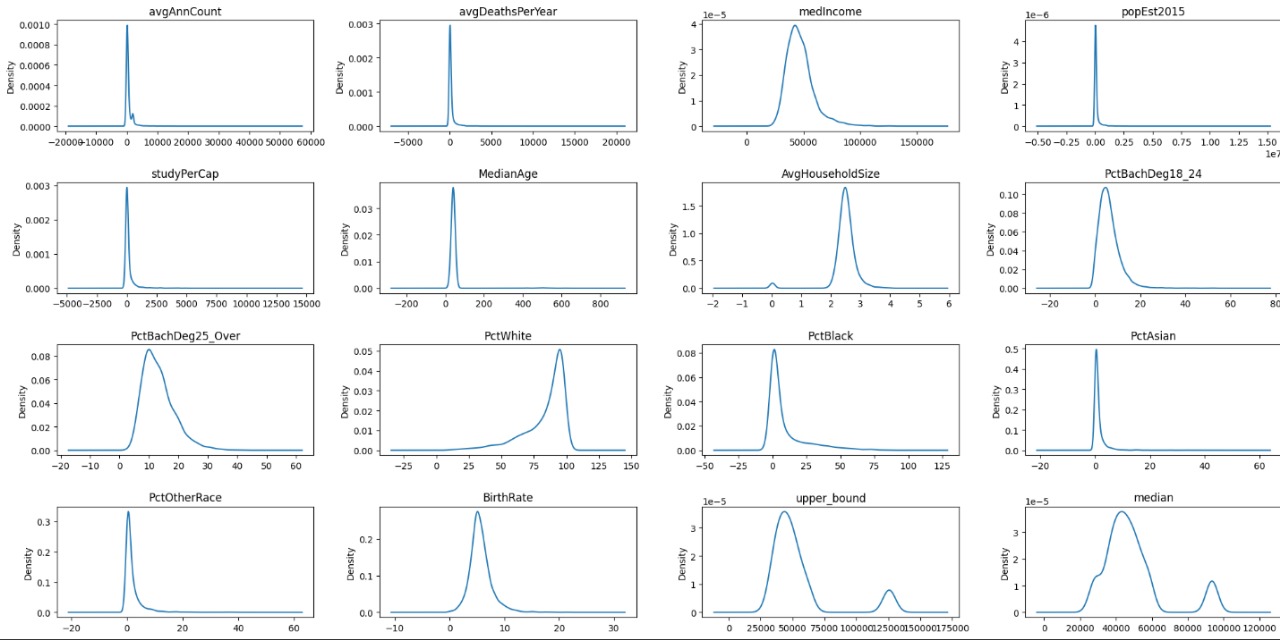 avgAnnCount avgDeathsPerYear medIncome popEst2015
1e−5 1e−6
0.0010 0.003 4 4
0.0008 3 3
0.0006 0.002 2 2
0.0004 0.001 1 1
0.0002
0.0000 0.000 0 0
Density Density Density Density
−20000 −10000 0 10000 20000 30000 40000 50000 60000 −5000 0 5000 10000 15000 20000 0 50000 100000 150000 −0.50 −0.25 0.00 0.25 0.50 0.75 1.00 1.25 1.50
1e7
studyPerCap MedianAge AvgHouseholdSize PctBachDeg18_24
0.003 0.03 1.5 0.10
0.002 0.02 1.0 0.08
0.001 0.01 0.5 0.06
0.04
0.02
0.000 0.00 0.0 0.00
Density Density Density Density
−5000 −2500 0 2500 5000 7500 10000 12500 15000 −200 0 200 400 600 800 −2 −1 0 1 2 3 4 5 6 −20 0 20 40 60 80
PctBachDeg25_Over PctWhite PctBlack PctAsian
0.08 0.05 0.08 0.5
0.06 0.04 0.06 0.4
0.04 0.03 0.04 0.3
0.02 0.02 0.02 0.2
0.01 0.1
0.00 0.00 0.00 0.0
Density Density Density Density
−20 −10 0 10 20 30 40 50 60 −25 0 25 50 75 100 125 150 −50 −25 0 25 50 75 100 125 −20 0 20 40 60
PctOtherRace BirthRate upper_bound median
1e−5 1e−5
0.3 0.2 3 3
0.2 0.1 2 2
0.1 1 1
0.0 0.0 0 0
Density Density Density Density
−20 0 20 40 60 −10 0 10 20 30 0 25000 50000 75000 100000 125000 150000 175000 0 20000 40000 60000 80000 100000 120000